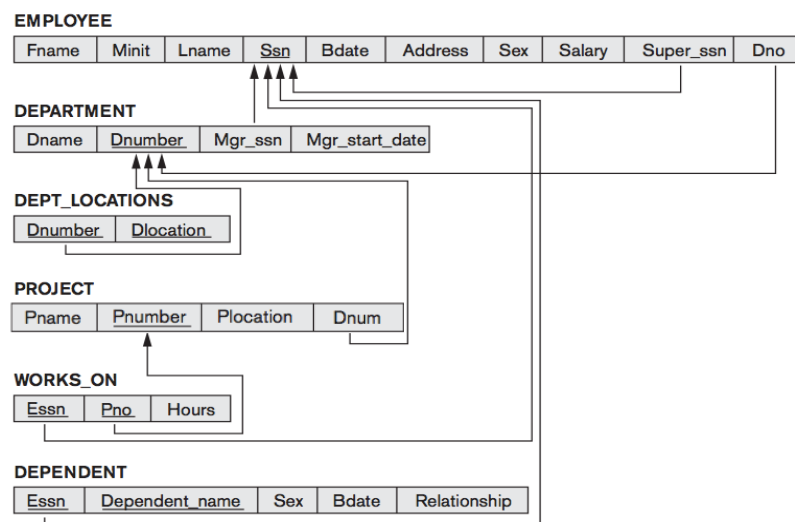 EMPLOYEE
Fname Minit Lname Ssn Bdate Address Sex Salary Super_ssn Dno
DEPARTMENT
Dname Dnumber Mgr_ssn Mgr_start_date
DEPT_LOCATIONS
Dnumber Dlocation
PROJECT
Pname Pnumber Plocation Dnum
WORKS_ON
Essn Pno Hours
DEPENDENT
Essn Dependent_name Sex Bdate Relationship